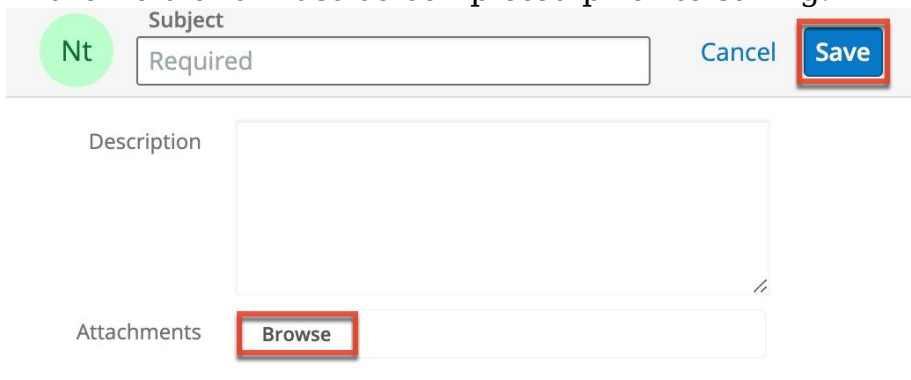 Subject
Nt Required Cancel Save
Description
Attachments Browse